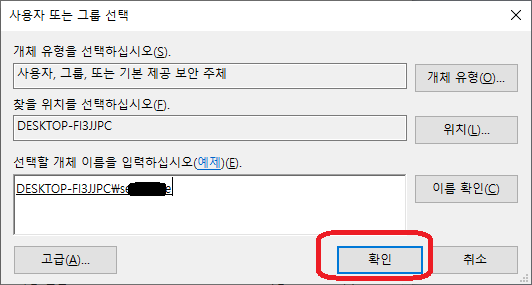 사용자 또는 그룹 선택
개체 유형을 선택하십시오(S).
사용자, 그룹, 또는 기본 제공 보안 주체
개체 유형(O)...
찾을 위치를 선택하십시오(F).
DESKTOP-FI3JJPC
위치(L)...
선택할 개체 이름을 입력하십시오(예제)(E).
DESKTOP-FI3JJPC₩
이름 확인(C)
고급(A)...
확인
취소